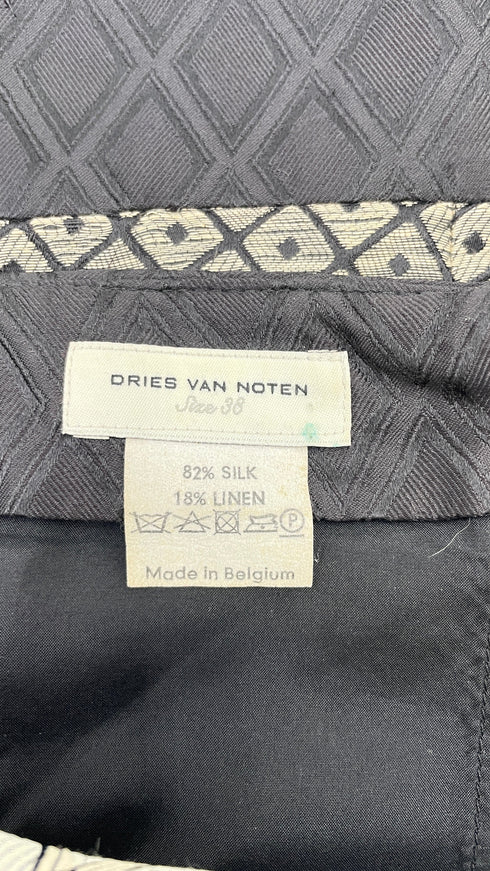 DRIES VAN NOTEN
Size 38
82% SILK
18% LINEN
P
Made in Belgium